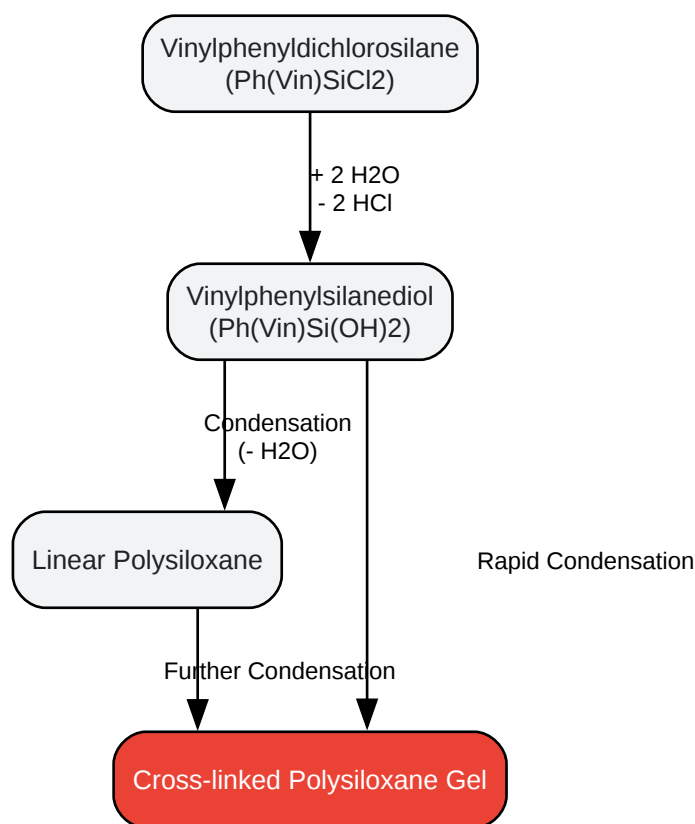 Vinylphenyldichlorosilane
(Ph(Vin)SiCl2)
+ 2 H2O
- 2 HCl
Vinylphenylsilanediol
(Ph(Vin)Si(OH)2)
Condensation
(- H2O)
Linear Polysiloxane
Rapid Condensation
Further Condensation
Cross-linked Polysiloxane Gel